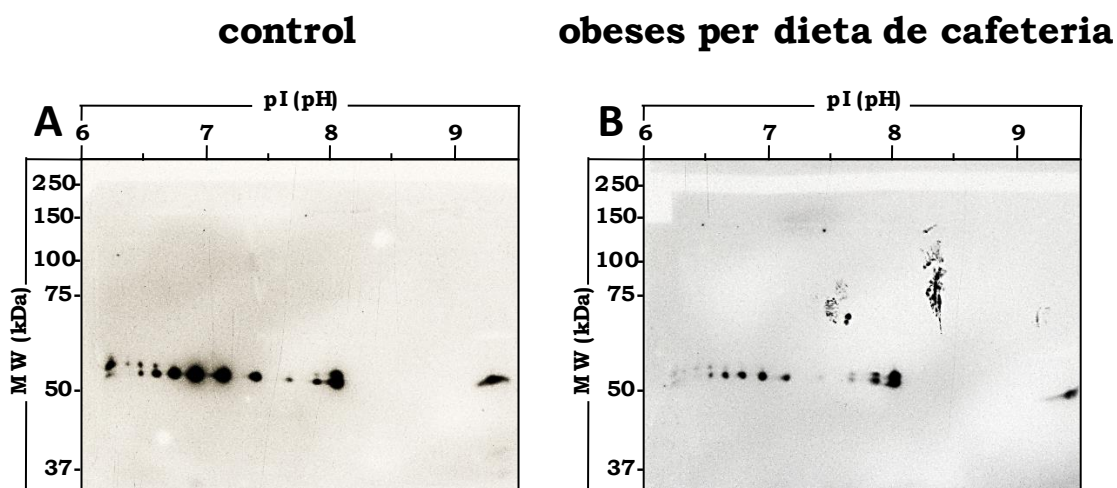 control
obeses per dieta de cafeteria
A
pI (pH)
6 7 8 9
250
150
100
75
50
37
MW (kDa)
B
pI (pH)
6 7 8 9
250
150
100
75
50
37
MW (kDa)